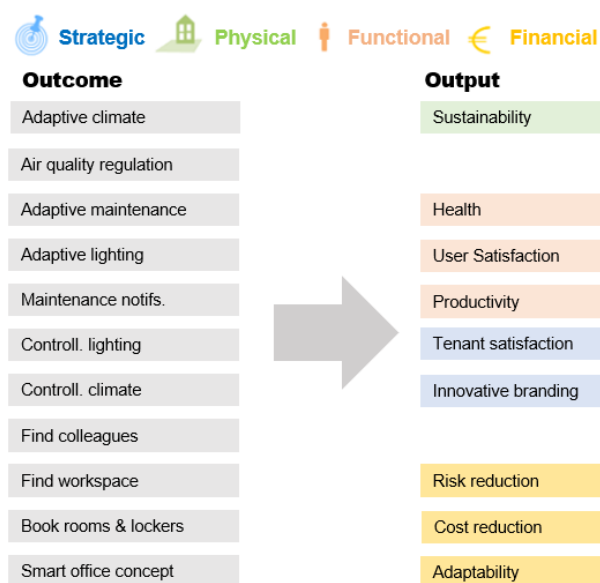 Strategic Physical Functional Financial
Outcome
Adaptive climate
Air quality regulation
Adaptive maintenance
Adaptive lighting
Maintenance notifs.
Controll. lighting
Controll. climate
Find colleagues
Find workspace
Book rooms & lockers
Smart office concept
Output
Sustainability
Health
User Satisfaction
Productivity
Tenant satisfaction
Innovative branding
Risk reduction
Cost reduction
Adaptability